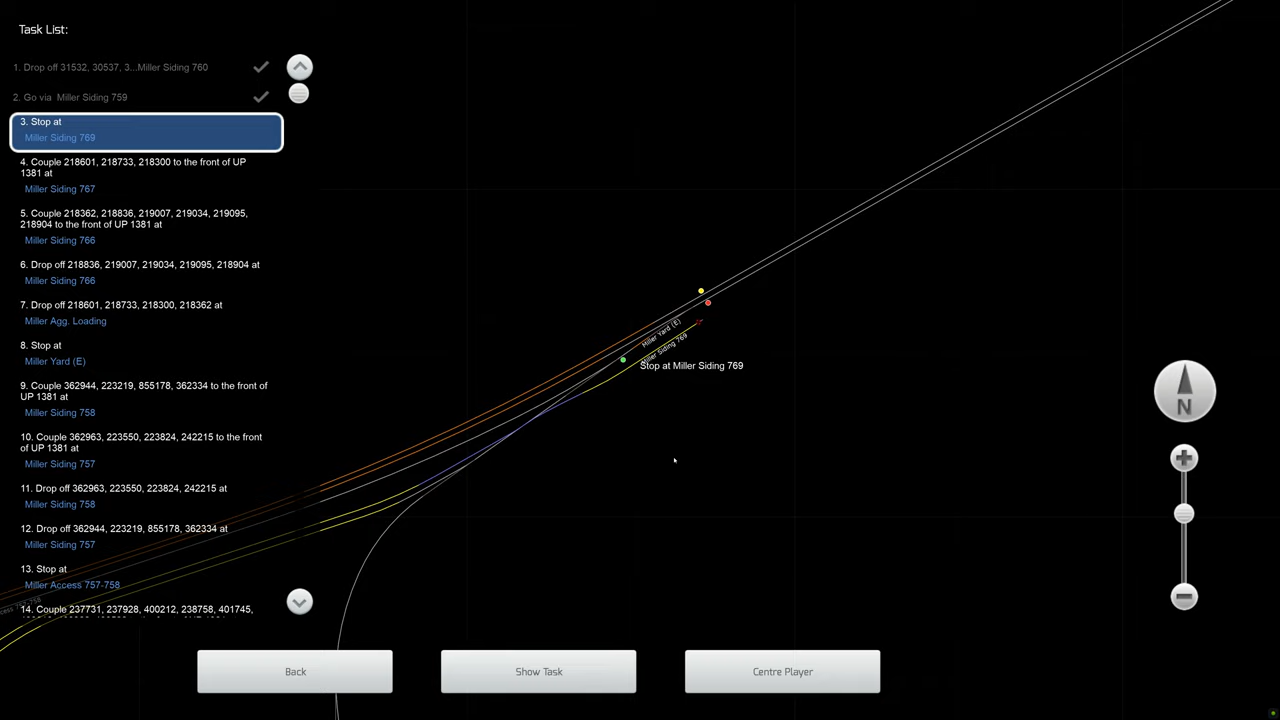 Task List:
1. Drop off 31532, 30537, 3...Miller Siding 760
2. Go via Miller Siding 759
3. Stop at
Miller Siding 769
4. Couple 218601, 218733, 218300 to the front of UP
1381 at
Miller Siding 767
5. Couple 218362, 218836, 219007, 219034, 219095,
218904 to the front of UP 1381 at
Miller Siding 766
6. Drop off 218836, 219007, 219034, 219095, 218904 at
Miller Siding 766
7. Drop off 218601, 218733, 218300, 218362 at
Miller Agg. Loading
8. Stop at
Miller Yard (E)
9. Couple 362944, 223219, 855178, 362334 to the front of
UP 1381 at
Miller Siding 758
10. Couple 362963, 223550, 223824, 242215 to the front
of UP 1381 at
Miller Siding 757
11. Drop off 362963, 223550, 223824, 242215 at
Miller Siding 758
12. Drop off 362944, 223219, 855178, 362334 at
Miller Siding 757
13. Stop at
Miller Access 757-758
14. Couple 237731, 237928, 400212, 238758, 401745,
Miller Yard (E)
Miller Siding 769
Stop at Miller Siding 769
N
Back
Show Task
Centre Player